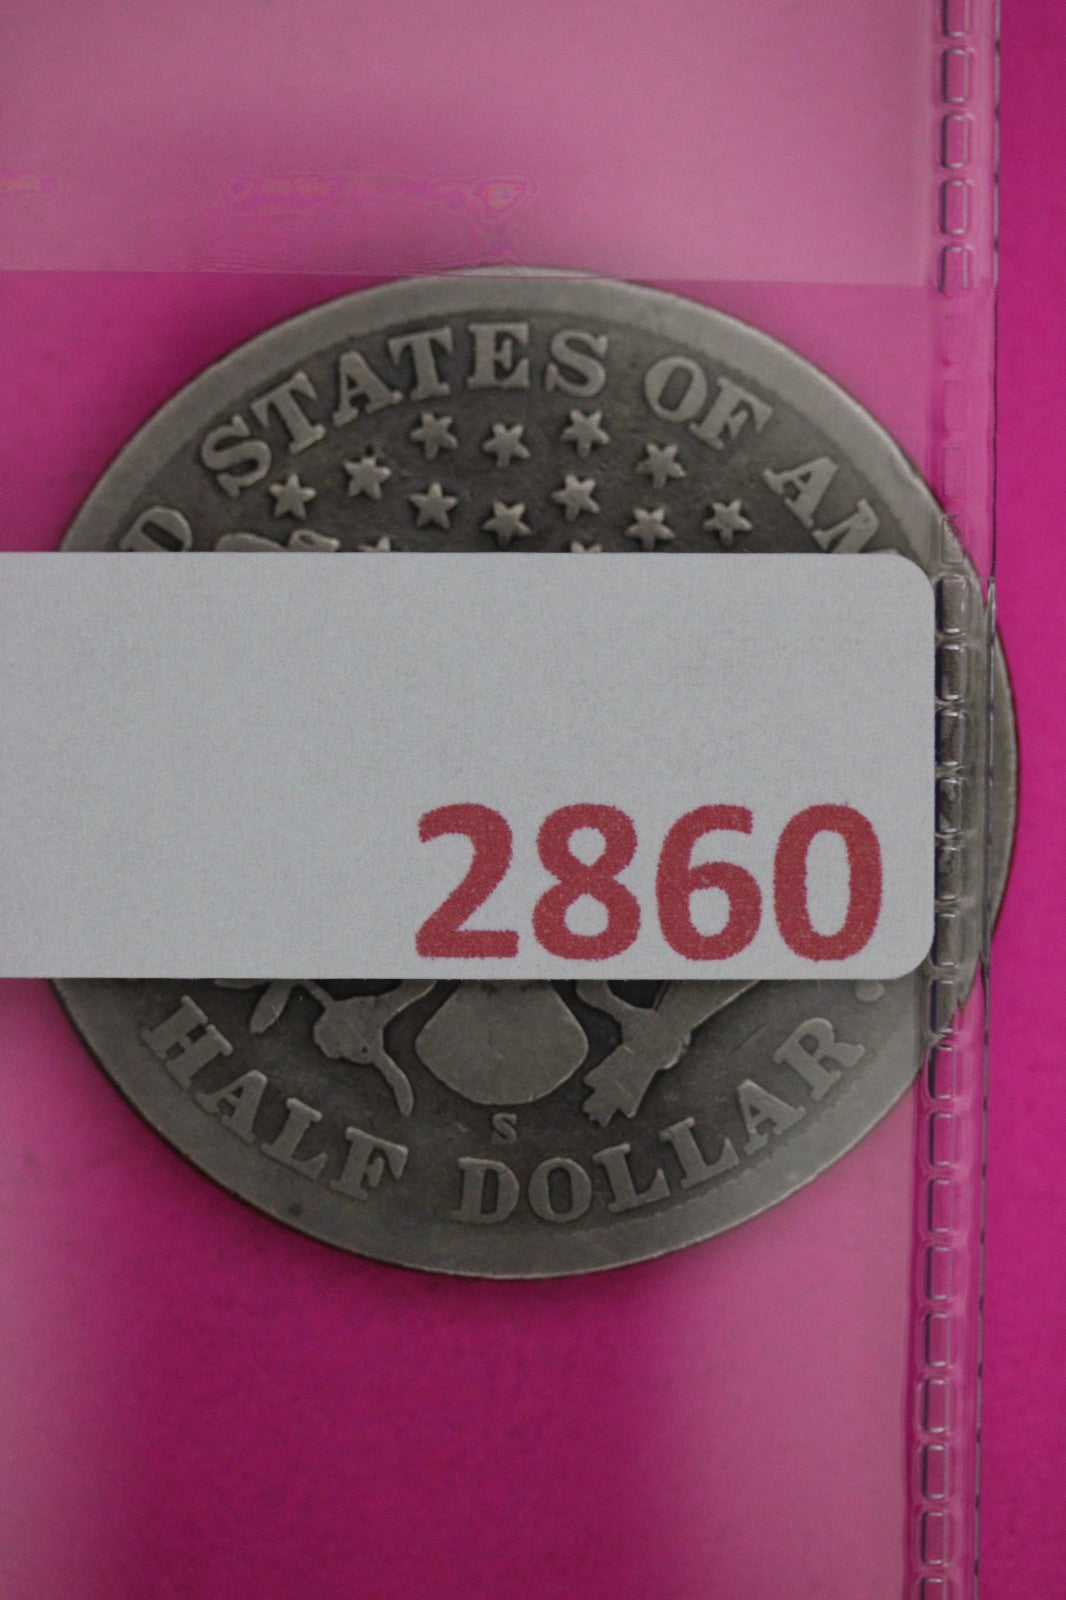 D STATES OF AM
2860
S
HALF DOLLAR.